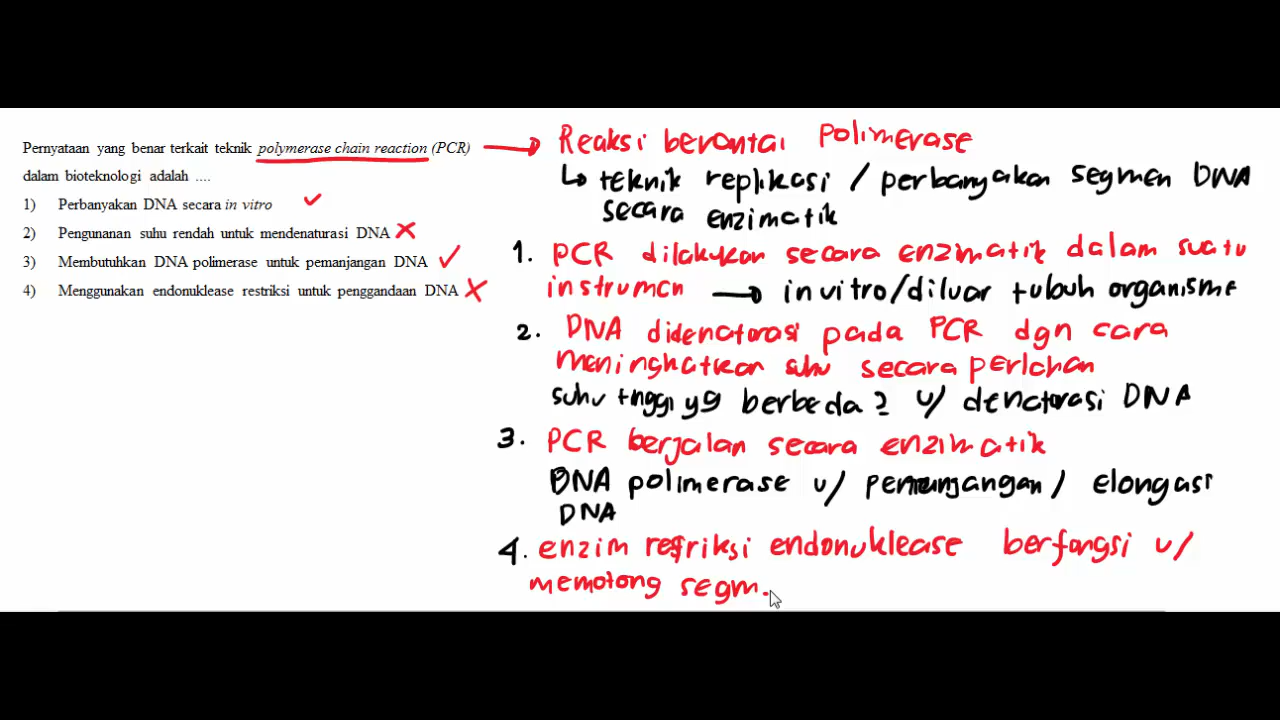 Pernyataan yang benar terkait teknik polymerase chain reaction (PCR)
dalam bioteknologi adalah ....
1) Perbanyakan DNA secara in vitro
2) Pengununan suhu rendah untuk mendenaturasi DNA
3) Membutuhkan DNA polimerase untuk pemanjangan DNA
4) Menggunakan endonuklease restriksi untuk penggandaan DNA
Reaksi berantai Polimerase
teknik replikasi / perbanyakan segmen DNA
secara enzimatik
1. PCR dilakukan secara enzimatik dalam suatu
instrumen → invitro/diluar tubuh organisme
2. DNA didenaturasi pada PCR dgn cara
meningkatkan suhu secara perlahan
suhu tinggi yg berbeda 2 u/ denaturasi DNA
3. PCR berjalan secara enzimatik
DNA polimerase u/ pemanjangan / elongasi
DNA
4. enzim restriksi endonuklease berfungsi u/
memotong segm.